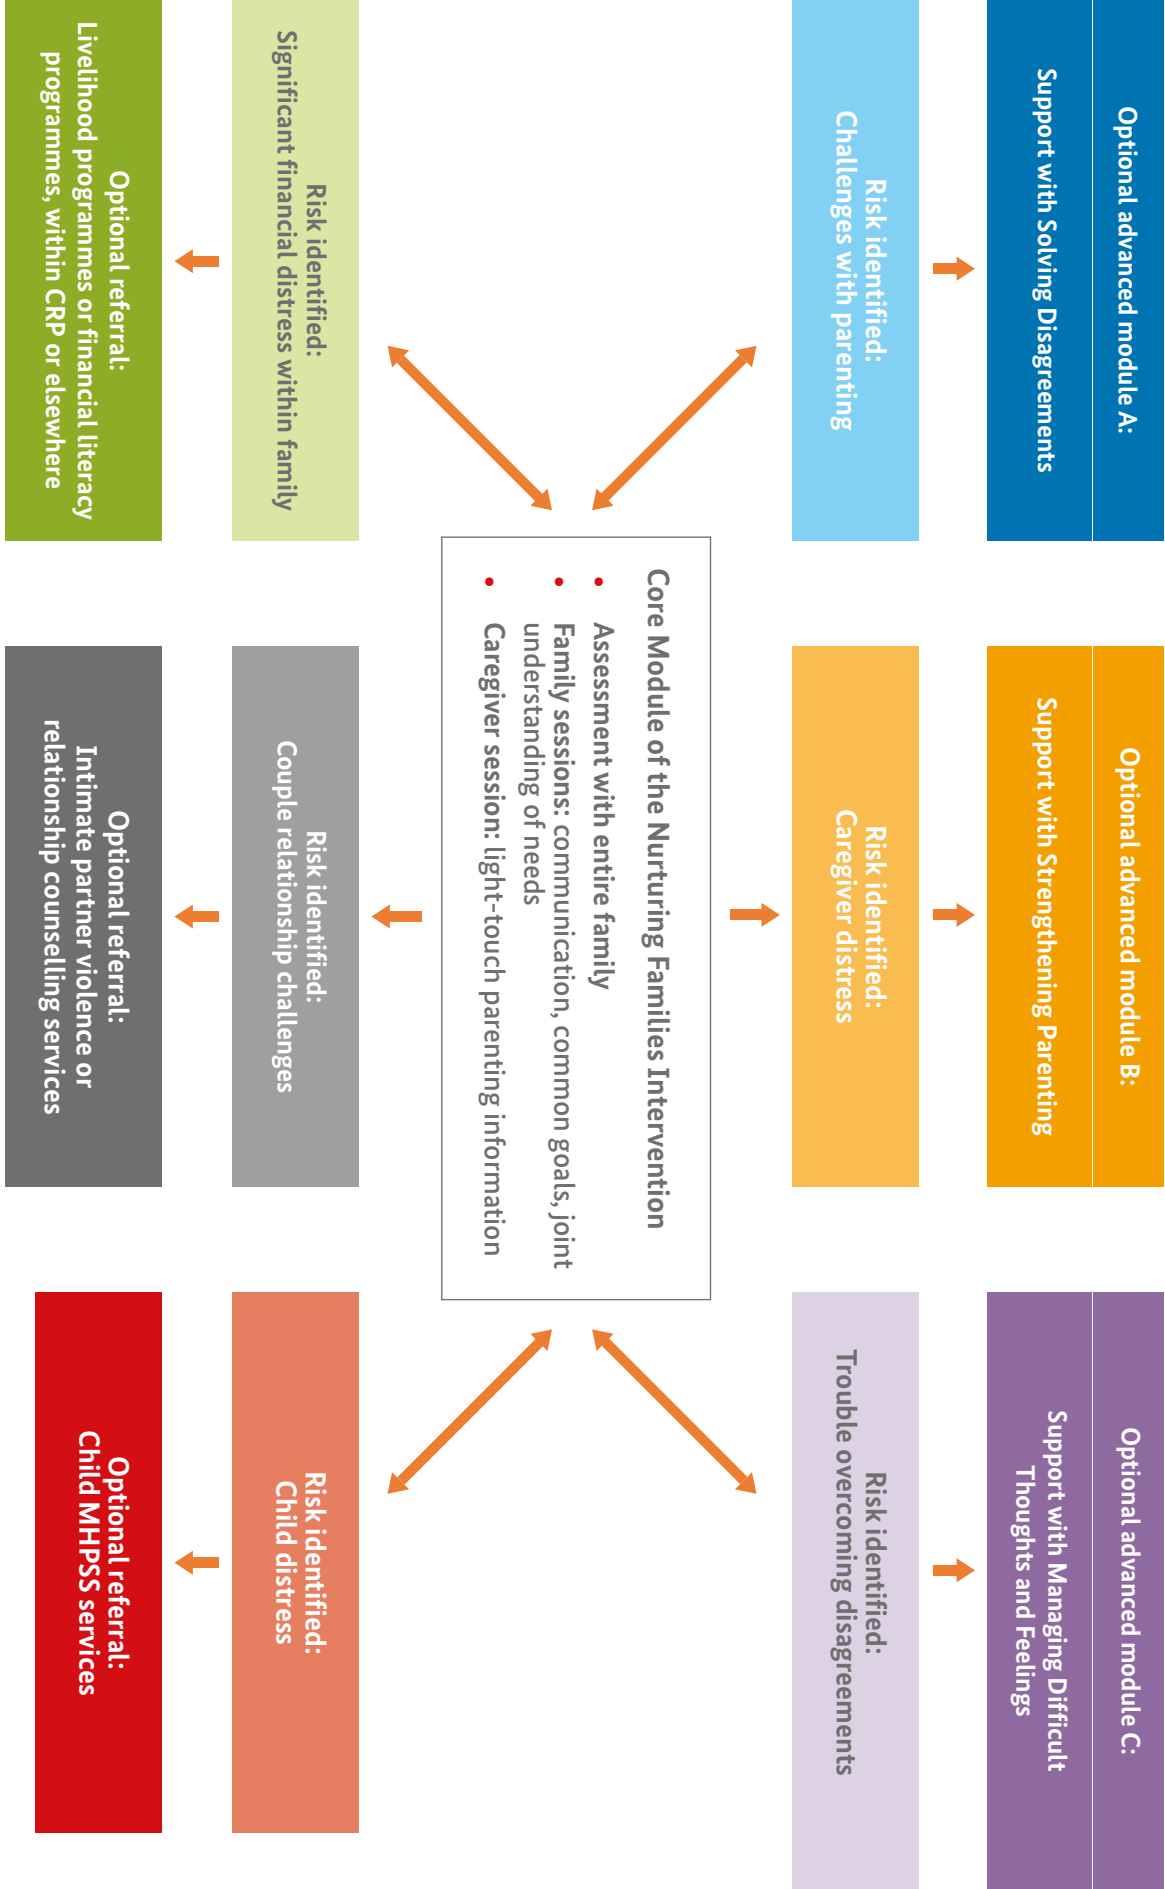 Optional advanced module A:
Support with Solving Disagreements
Optional advanced module B:
Support with Strengthening Parenting
Optional advanced module C:
Support with Managing Difficult
Thoughts and Feelings
Risk identified:
Challenges with parenting
Risk identified:
Caregiver distress
Risk identified:
Trouble overcoming disagreements
Core Module of the Nurturing Families Intervention
• Assessment with entire family
• Family sessions: communication, common goals, joint
understanding of needs
• Caregiver session: light-touch parenting information
Risk identified:
Significant financial distress within family
Risk identified:
Couple relationship challenges
Risk identified:
Child distress
Optional referral:
Livelihood programmes or financial literacy
programmes, within CRP or elsewhere
Optional referral:
Intimate partner violence or
relationship counselling services
Optional referral:
Child MHPSS services